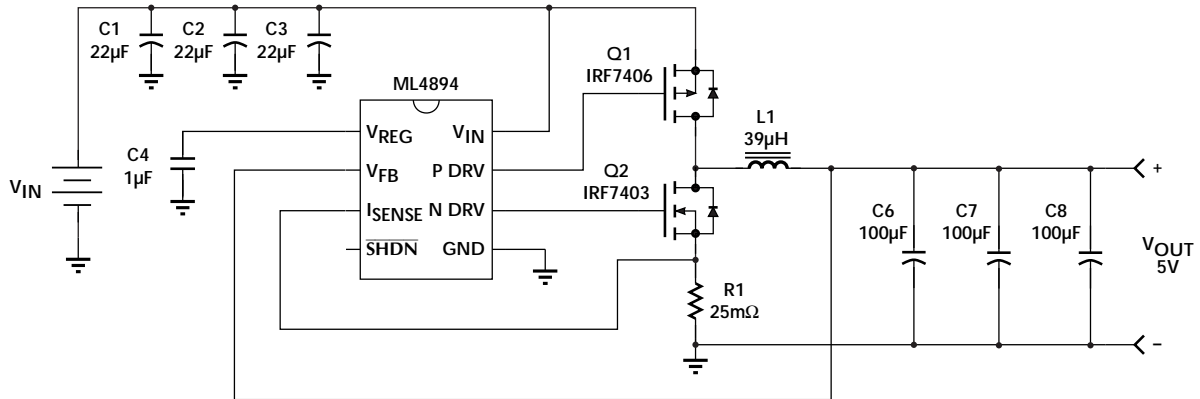 C1
22µF
C2
22µF
C3
22µF
Q1
IRF7406
ML4894
L1
39µH
VREG
VIN
C4
1µF
VFB
P DRV
Q2
IRF7403
+
VIN
ISENSE
N DRV
C6
100µF
C7
100µF
C8
100µF
SHDN
GND
VOUT
5V
R1
25mΩ
−